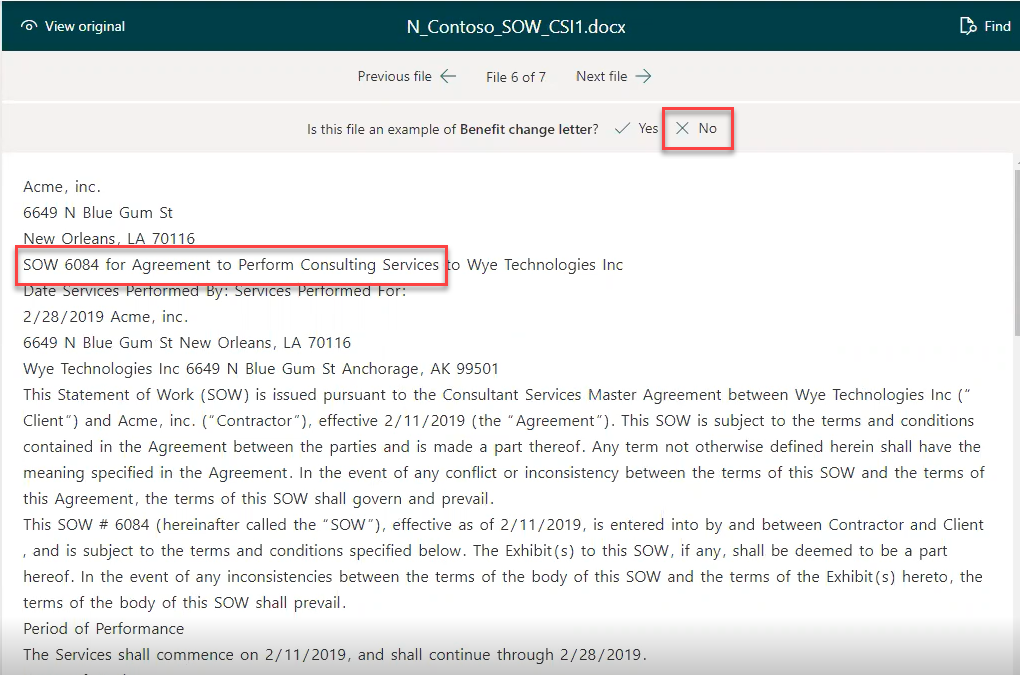 View original
N_Contoso_SOW_CSI1.docx
Find
Previous file
File 6 of 7
Next file
Is this file an example of Benefit change letter?
Yes
No
Acme, inc.
6649 N Blue Gum St
New Orleans, LA 70116
SOW 6084 for Agreement to Perform Consulting Services to Wye Technologies Inc
Date Services Performed By: Services Performed For:
2/28/2019 Acme, inc.
6649 N Blue Gum St New Orleans, LA 70116
Wye Technologies Inc 6649 N Blue Gum St Anchorage, AK 99501
This Statement of Work (SOW) is issued pursuant to the Consultant Services Master Agreement between Wye Technologies Inc (“
Client”) and Acme, inc. (“Contractor”), effective 2/11/2019 (the “Agreement”). This SOW is subject to the terms and conditions
contained in the Agreement between the parties and is made a part thereof. Any term not otherwise defined herein shall have the
meaning specified in the Agreement. In the event of any conflict or inconsistency between the terms of this SOW and the terms of
this Agreement, the terms of this SOW shall govern and prevail.
This SOW # 6084 (hereinafter called the “SOW”), effective as of 2/11/2019, is entered into by and between Contractor and Client
, and is subject to the terms and conditions specified below. The Exhibit(s) to this SOW, if any, shall be deemed to be a part
hereof. In the event of any inconsistencies between the terms of the body of this SOW and the terms of the Exhibit(s) hereto, the
terms of the body of this SOW shall prevail.
Period of Performance
The Services shall commence on 2/11/2019, and shall continue through 2/28/2019.